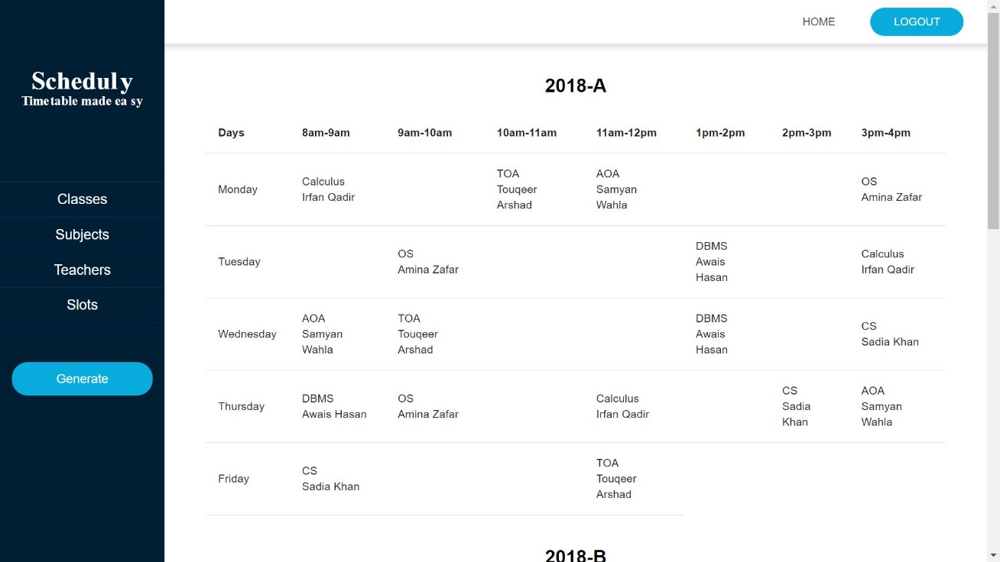 HOME
LOGOUT
Scheduly
Timetable made ea sy
Classes
Subjects
Teachers
Slots
Generate
2018-A
Days 8am-9am 9am-10am 10am-11am 11am-12pm 1pm-2pm 2pm-3pm 3pm-4pm
Monday
Calculus
Irfan Qadir
TOA
Touqeer
Arshad
AOA
Samyan
Wahla
OS
Amina Zafar
Tuesday
OS
Amina Zafar
DBMS
Awais
Hasan
Calculus
Irfan Qadir
Wednesday
AOA
Samyan
Wahla
TOA
Touqeer
Arshad
DBMS
Awais
Hasan
CS
Sadia Khan
Thursday
DBMS
Awais Hasan
OS
Amina Zafar
Calculus
Irfan Qadir
CS
Sadia
Khan
AOA
Samyan
Wahla
Friday
CS
Sadia Khan
TOA
Touqeer
Arshad
2018-B